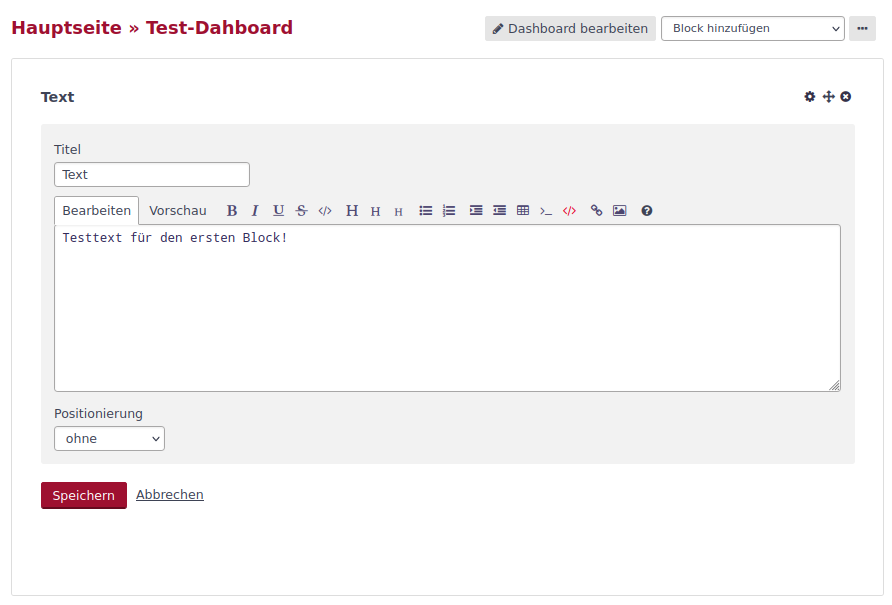 Hauptseite » Test-Dahboard
Dashboard bearbeiten
Block hinzufügen
Text
Titel
Text
Bearbeiten Vorschau B I U S </> H H H >_ </> ?
Testtext für den ersten Block!
Positionierung
ohne
Speichern Abbrechen